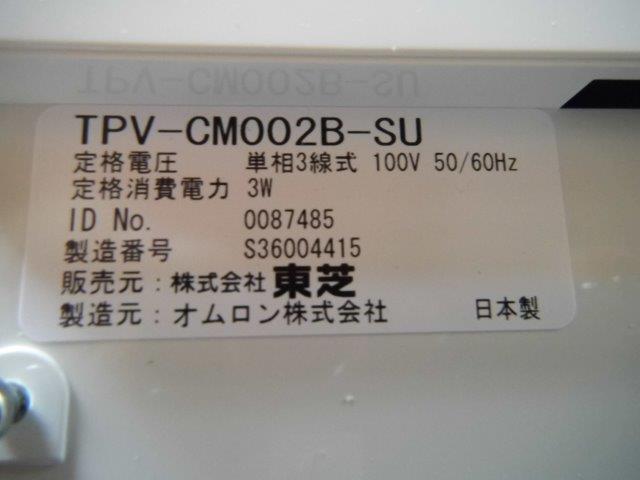 TPV-CM002B-SU
定格電圧 単相3線式 100V 50/60Hz
定格消費電力 3W
ID No. 0087485
製造番号 S36004415
販売元：株式会社 東芝
製造元：オムロン株式会社 日本製